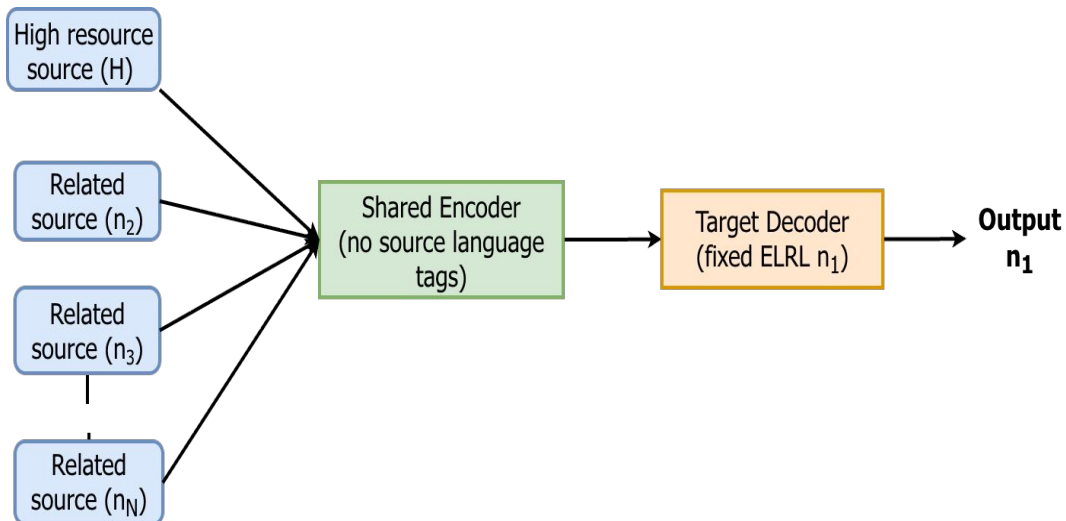 High resource
source (H)
Related
source (n₂)
Related
source (n₃)
Related
source (n_N)
Shared Encoder
(no source language
tags)
Target Decoder
(fixed ELRL n₁)
Output
n₁